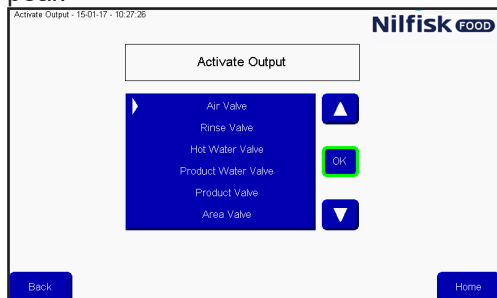 Activate Output - 15-01-17 - 10:27:26
Nilfisk FOOD
Activate Output
Air Valve
Rinse Valve
Hot Water Valve
OK
Product Water Valve
Product Valve
Area Valve
Back
Home